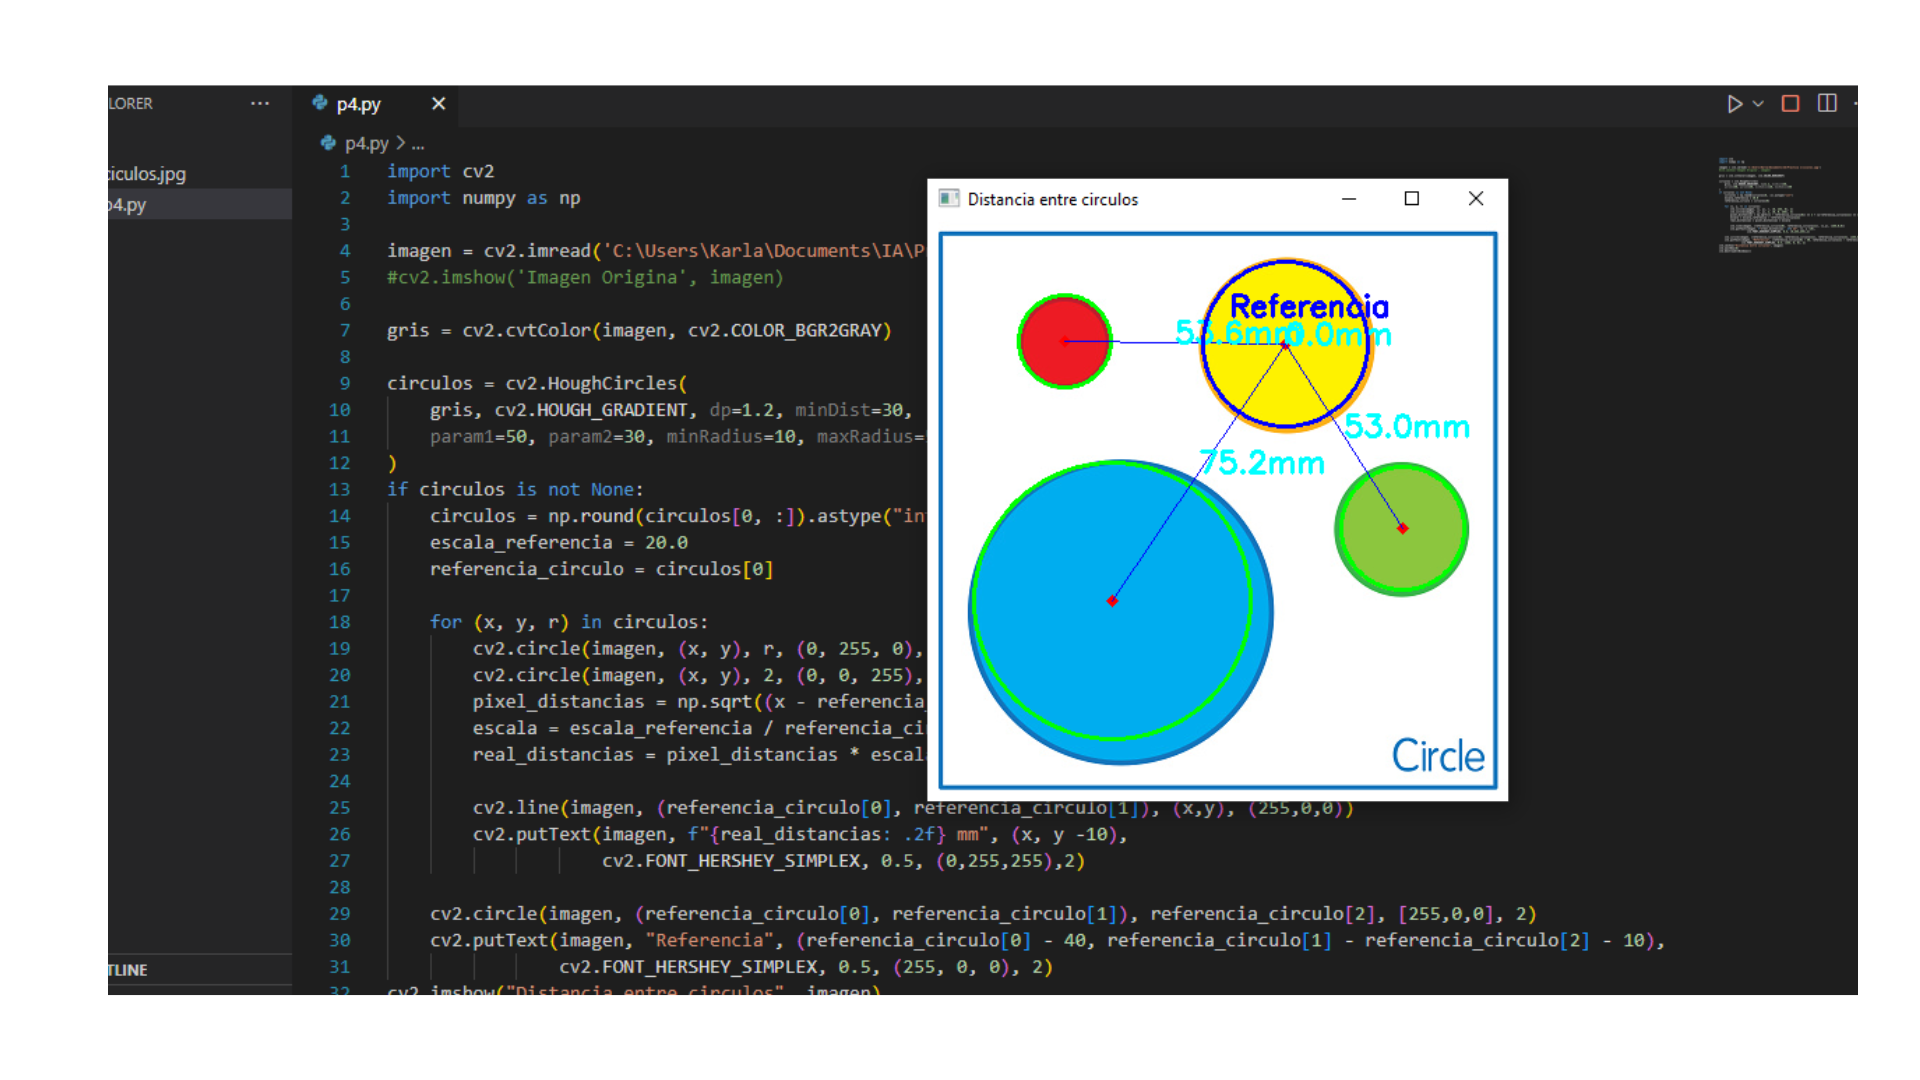 LORER
...
p4.py
p4.py > ...
iculos.jpg
p4.py
1 import cv2
2 import numpy as np
3
4 imagen = cv2.imread('C:\Users\Karla\Documents\IA\P
5 #cv2.imshow('Imagen Origina', imagen)
6
7 gris = cv2.cvtColor(imagen, cv2.COLOR_BGR2GRAY)
8
9 circulos = cv2.HoughCircles(
10 gris, cv2.HOUGH_GRADIENT, dp=1.2, minDist=30,
11 param1=50, param2=30, minRadius=10, maxRadius=
12 )
13 if circulos is not None:
14 circulos = np.round(circulos[0, :]).astype("in
15 escala_referencia = 20.0
16 referencia_circulo = circulos[0]
17
18 for (x, y, r) in circulos:
19 cv2.circle(imagen, (x, y), r, (0, 255, 0),
20 cv2.circle(imagen, (x, y), 2, (0, 0, 255),
21 pixel_distancias = np.sqrt((x - referencia_
22 escala = escala_referencia / referencia_ci
23 real_distancias = pixel_distancias * escal
24
25 cv2.line(imagen, (referencia_circulo[0], referencia_circulo[1]), (x,y), (255,0,0))
26 cv2.putText(imagen, f"{real_distancias: .2f} mm", (x, y -10),
27 cv2.FONT_HERSHEY_SIMPLEX, 0.5, (0,255,255),2)
28
29 cv2.circle(imagen, (referencia_circulo[0], referencia_circulo[1]), referencia_circulo[2], [255,0,0], 2)
30 cv2.putText(imagen, "Referencia", (referencia_circulo[0] - 40, referencia_circulo[1] - referencia_circulo[2] - 10),
31 cv2.FONT_HERSHEY_SIMPLEX, 0.5, (255, 0, 0), 2)
32 cv2.imshow("Distancia entre circulos", imagen)
TLINE
Distancia entre circulos
Referencia
53.6mm
0.0mm
53.0mm
75.2mm
Circle